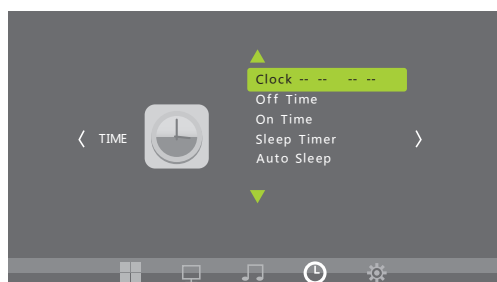 Clock -- -- -- --
Off Time
On Time
TIME
Sleep Timer
Auto Sleep